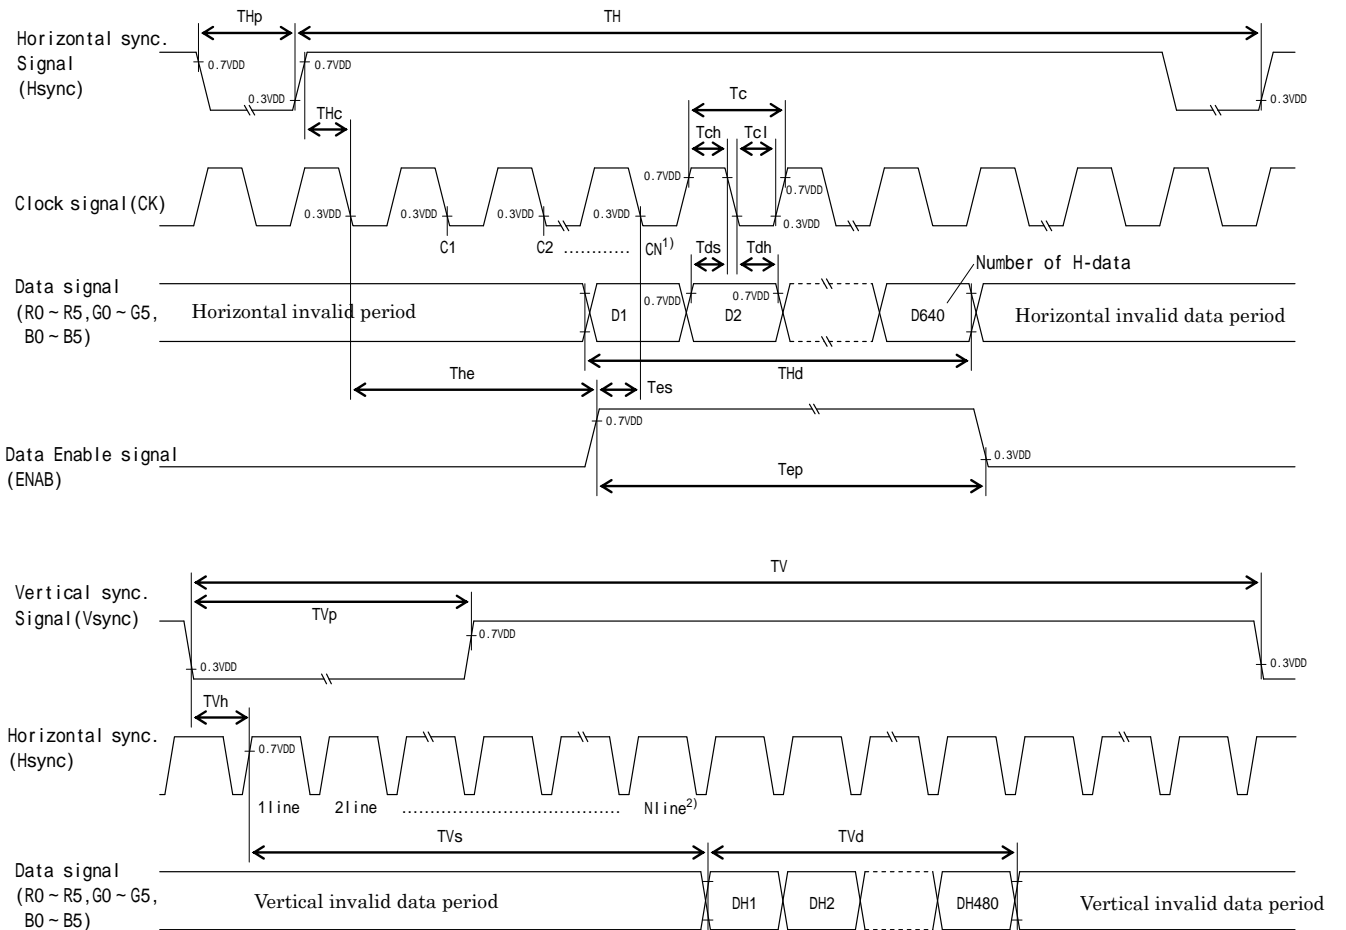 THp
TH
Horizontal sync.
Signal
(Hsync)
0.7VDD
0.7VDD
0.3VDD
0.3VDD
THc
Tc
Tch
Tcl
Clock signal(CK)
0.7VDD
0.7VDD
0.3VDD
0.3VDD
0.3VDD
0.3VDD
0.3VDD
C1
C2
............
CN1)
Tds
Tdh
Number of H-data
Data signal
(R0~R5,G0~G5,
B0~B5)
Horizontal invalid period
0.7VDD
0.7VDD
D1
D2
D640
Horizontal invalid data period
The
Tes
THd
0.7VDD
Data Enable signal
(ENAB)
0.3VDD
Tep
TV
Vertical sync.
Signal(Vsync)
TVp
0.7VDD
0.3VDD
0.3VDD
TVh
Horizontal sync.
(Hsync)
0.7VDD
1line
2line
........................................
Nline2)
TVs
TVd
Data signal
(R0~R5,G0~G5,
B0~B5)
Vertical invalid data period
DH1
DH2
DH480
Vertical invalid data period